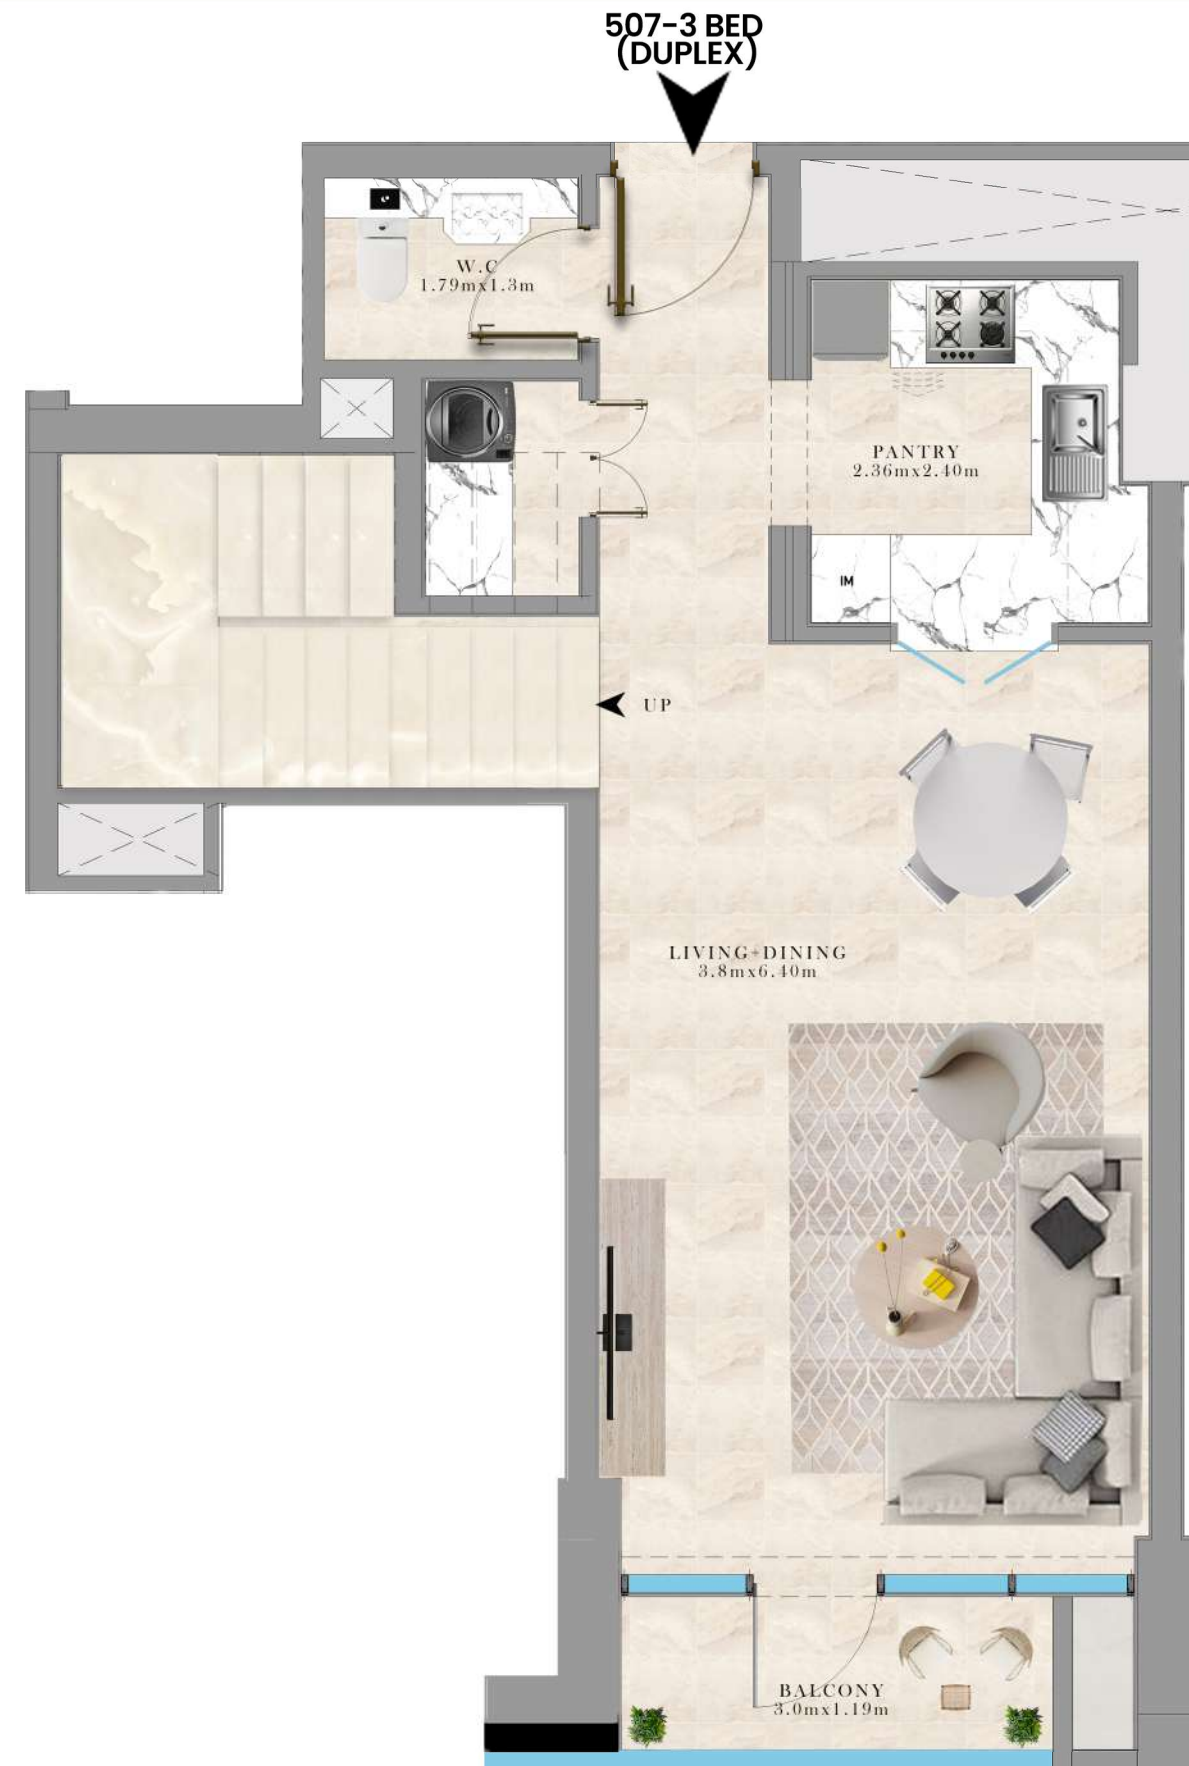 507-3 BED
(DUPLEX)
W.C
1.79mx1.3m
PANTRY
2.36mx2.40m
IM
UP
LIVING+DINING
3.8mx6.40m
BALCONY
3.0mx1.19m